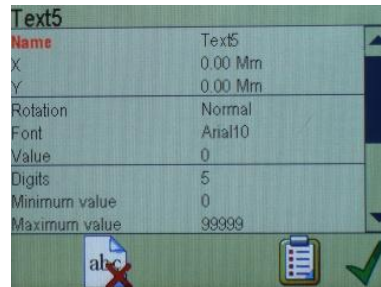 Text5
Name Text5
X 0.00 Mm
Y 0.00 Mm
Rotation Normal
Font Arial10
Value 0
Digits 5
Minimum value 0
Maximum value 99999
abc